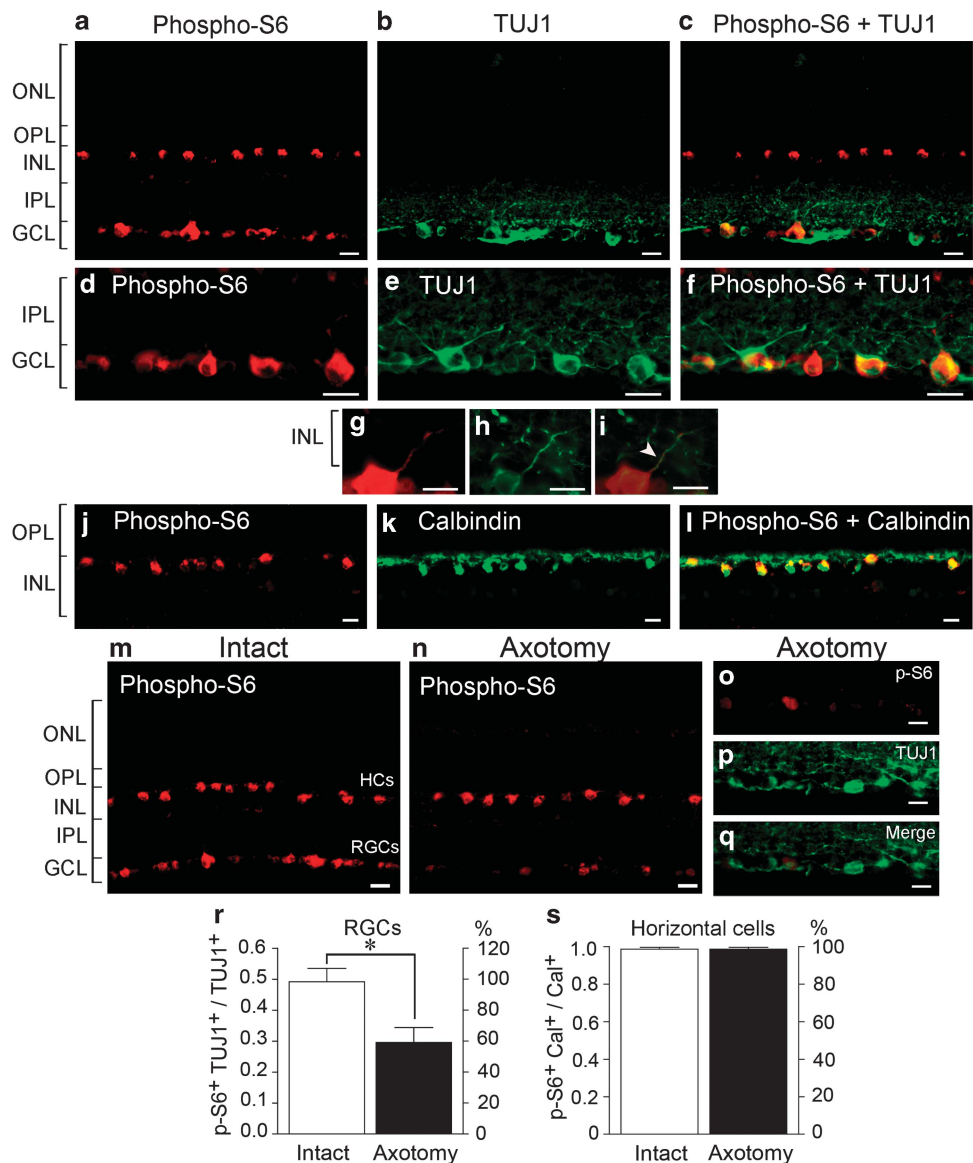 a Phospho-S6 b TUJ1 c Phospho-S6 + TUJ1
ONL
OPL
INL
IPL
GCL
d Phospho-S6 e TUJ1 f Phospho-S6 + TUJ1
IPL
GCL
g h i
INL
j Phospho-S6 k Calbindin l Phospho-S6 + Calbindin
OPL
INL
m Intact n Axotomy Axotomy
Phospho-S6 Phospho-S6
o p-S6
p TUJ1
q Merge
ONL
OPL
INL
IPL
GCL
HCs
RGCs
r RGCs %
p-S6+ TUJ1+ / TUJ1+
*
0.6 120
0.5 100
0.4 80
0.3 60
0.2 40
0.1 20
0.0 0
Intact Axotomy
s Horizontal cells %
p-S6+ Cal+ / Cal+
1.0 100
0.8 80
0.6 60
0.4 40
0.2 20
0 0
Intact Axotomy